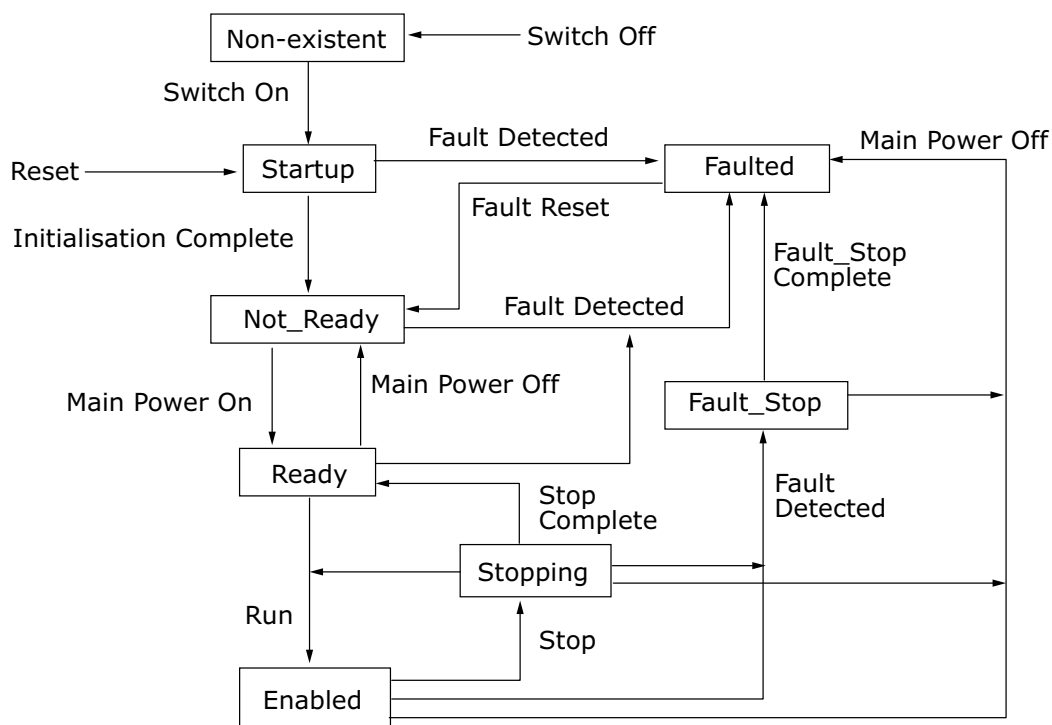 Non-existent
Switch Off
Switch On
Fault Detected
Main Power Off
Reset
Startup
Faulted
Fault Reset
Initialisation Complete
Fault_Stop
Complete
Not_Ready
Fault Detected
Main Power On
Main Power Off
Fault_Stop
Ready
Stop
Complete
Fault
Detected
Stopping
Run
Stop
Enabled